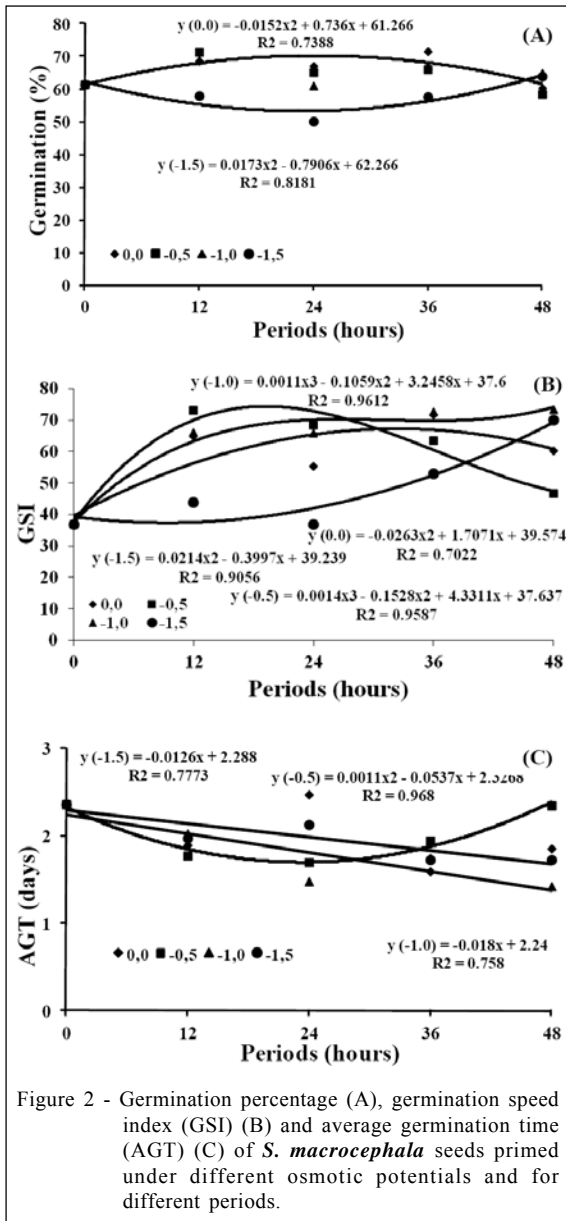 y (0.0) = -0.0152x2 + 0.736x + 61.266
R2 = 0.7388
(A)
80
70
60
50
40
30
20
10
0
Germination (%)
y (-1.5) = 0.0173x2 - 0.7906x + 62.266
R2 = 0.8181
0,0 -0,5 -1,0 -1,5
0 12 24 36 48
Periods (hours)
y (-1.0) = 0.0011x3 - 0.1059x2 + 3.2458x + 37.6
R2 = 0.9612
(B)
80
70
60
50
40
30
20
10
0
GSI
y (0.0) = -0.0263x2 + 1.7071x + 39.574
R2 = 0.7022
y (-1.5) = 0.0214x2 - 0.3997x + 39.239
R2 = 0.9056
y (-0.5) = 0.0014x3 - 0.1528x2 + 4.3311x + 37.637
R2 = 0.9587
0,0 -0,5
-1,0 -1,5
0 12 24 36 48
Periods (hours)
y (-1.5) = -0.0126x + 2.288
R2 = 0.7773
(C)
y (-0.5) = 0.0011x2 - 0.0537x +
R2 = 0.968
3
2
1
0
AGT (days)
0,0 -0,5 -1,0 -1,5
y (-1.0) = -0.018x + 2.24
R2 = 0.758
0 12 24 36 48
Periods (hours)
Figure 2 - Germination percentage (A), germination speed
index (GSI) (B) and average germination time
(AGT) (C) of S. macrocephala seeds primed
under different osmotic potentials and for
different periods.